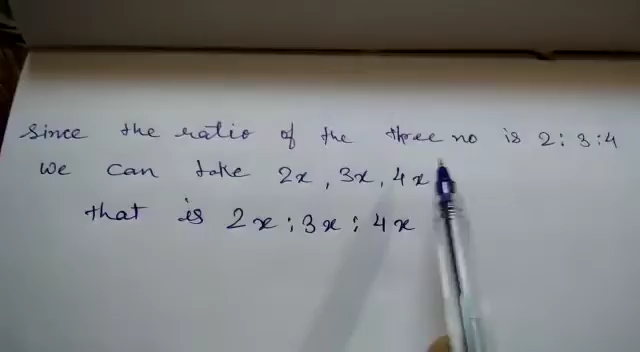 Since the ratio of the three no is 2:3:4
We can take 2x, 3x, 4x
that is 2x:3x:4x